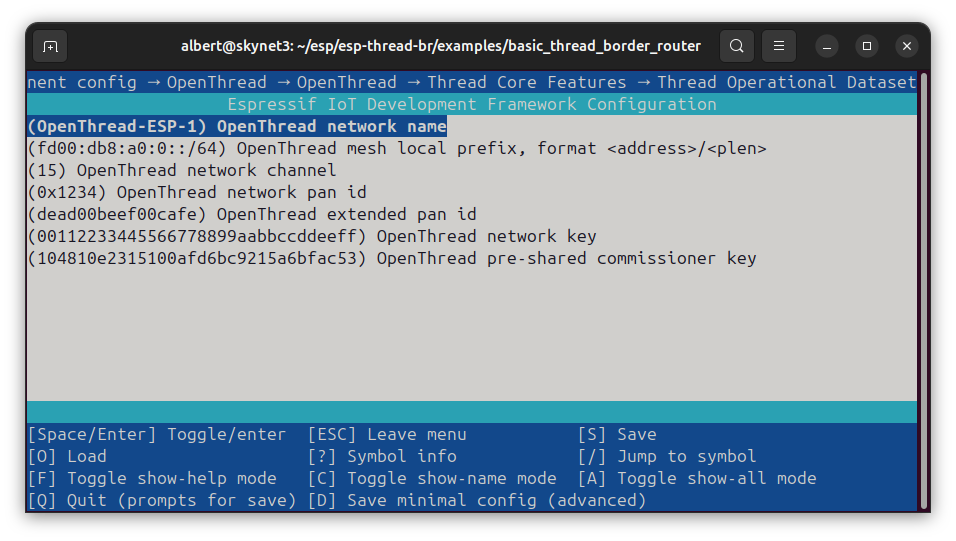 albert@skynet3: ~/esp/esp-thread-br/examples/basic_thread_border_router
nent config → OpenThread → OpenThread → Thread Core Features → Thread Operational Dataset
Espressif IoT Development Framework Configuration
(OpenThread-ESP-1) OpenThread network name
(fd00:db8:a0:0::/64) OpenThread mesh local prefix, format <address>/<plen>
(15) OpenThread network channel
(0x1234) OpenThread network pan id
(dead00beef00cafe) OpenThread extended pan id
(00112233445566778899aabbccddeeff) OpenThread network key
(104810e2315100afd6bc9215a6bfac53) OpenThread pre-shared commissioner key
[Space/Enter] Toggle/enter [ESC] Leave menu [S] Save
[O] Load [?] Symbol info [/] Jump to symbol
[F] Toggle show-help mode [C] Toggle show-name mode [A] Toggle show-all mode
[Q] Quit (prompts for save) [D] Save minimal config (advanced)